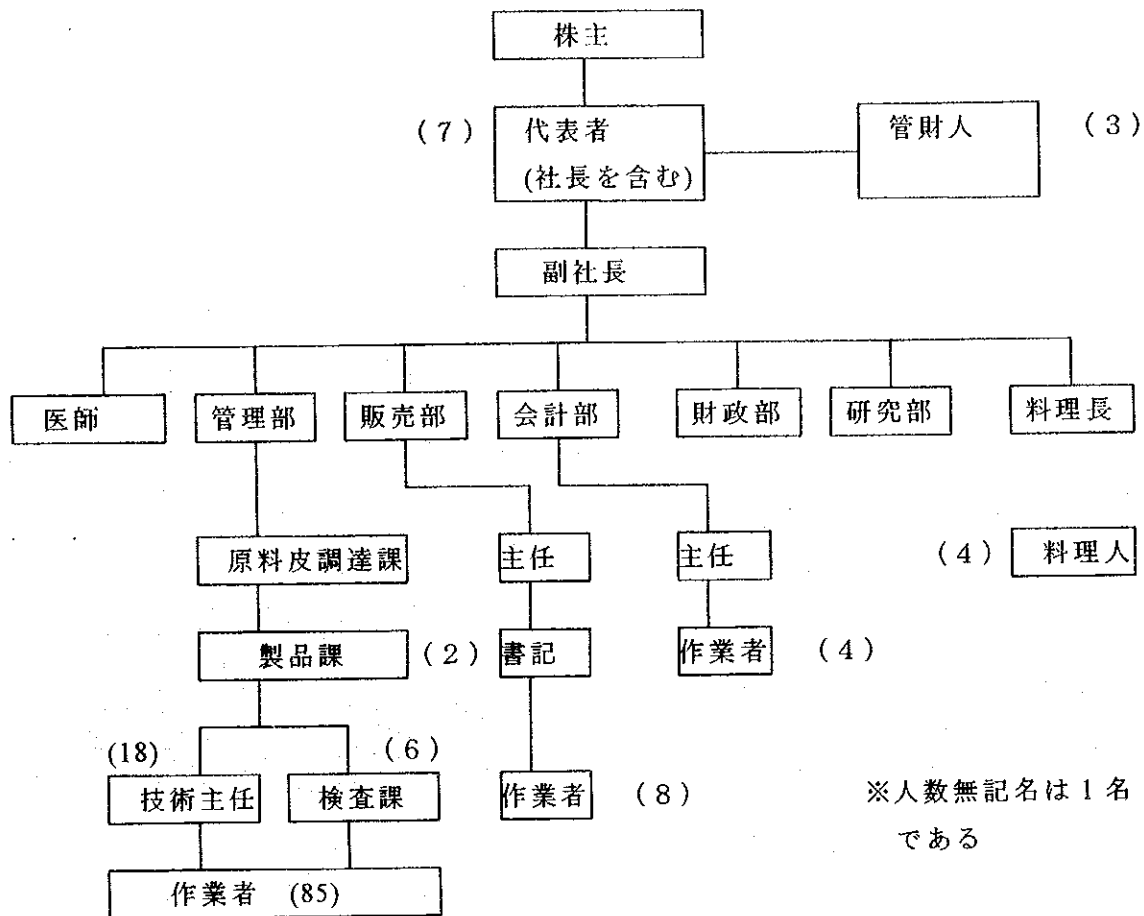 株主
(7) 代表者
(社長を含む)
管財人 (3)
副社長
医師 管理部 販売部 会計部 財政部 研究部 料理長
原料皮調達課 主任 主任 (4) 料理人
製品課 (2) 書記 作業者 (4)
(18) (6)
技術主任 検査課 作業者 (8) ※人数無記名は1名
である
作業者 (85)